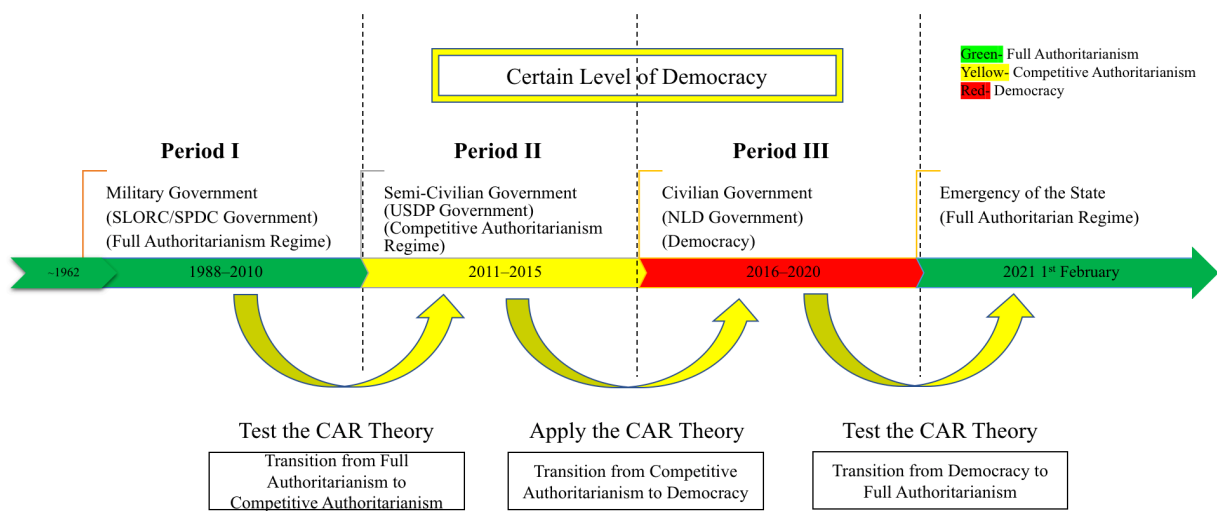 Certain Level of Democracy
Green- Full Authoritarianism
Yellow- Competitive Authoritarianism
Red- Democracy
Period I
Period II
Period III
Military Government
(SLORC/SPDC Government)
(Full Authoritarianism Regime)
Semi-Civilian Government
(USDP Government)
(Competitive Authoritarianism
Regime)
Civilian Government
(NLD Government)
(Democracy)
Emergency of the State
(Full Authoritarian Regime)
~1962
1988–2010
2011–2015
2016–2020
2021 1st February
Test the CAR Theory
Transition from Full
Authoritarianism to
Competitive Authoritarianism
Apply the CAR Theory
Transition from Competitive
Authoritarianism to Democracy
Test the CAR Theory
Transition from Democracy to
Full Authoritarianism